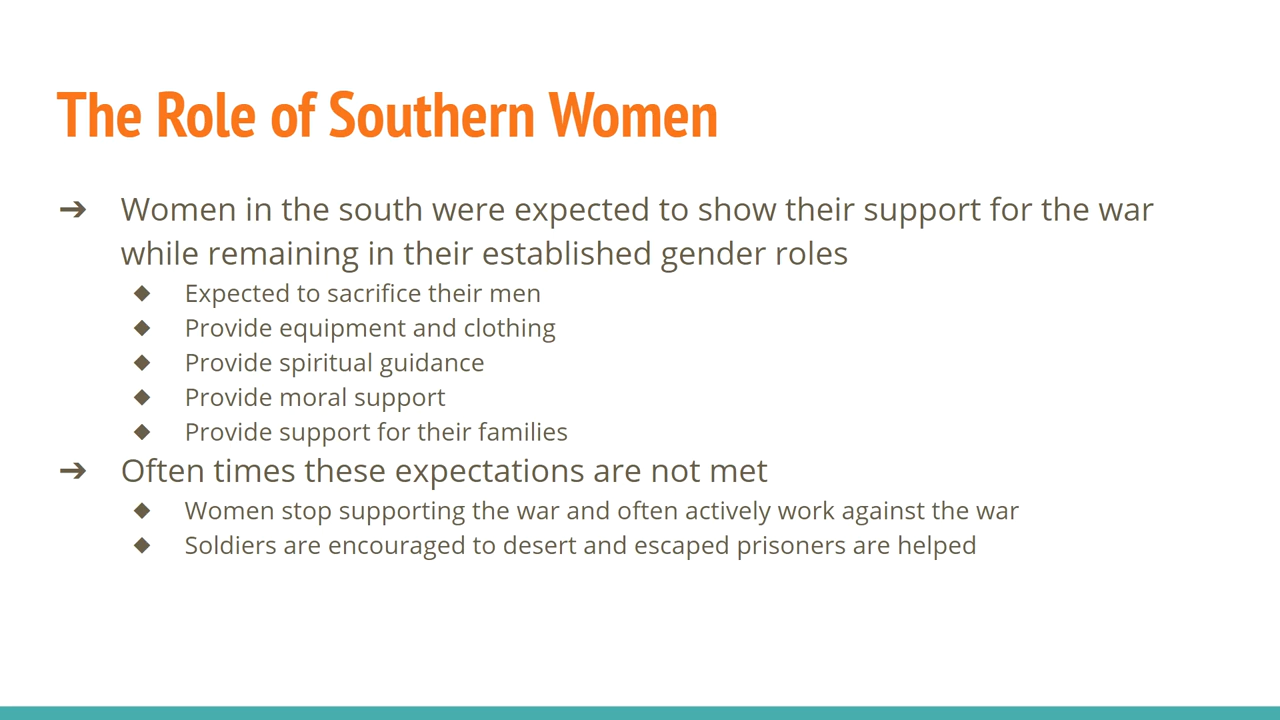 The Role of Southern Women
➔ Women in the south were expected to show their support for the war
while remaining in their established gender roles
◆ Expected to sacrifice their men
◆ Provide equipment and clothing
◆ Provide spiritual guidance
◆ Provide moral support
◆ Provide support for their families
➔ Often times these expectations are not met
◆ Women stop supporting the war and often actively work against the war
◆ Soldiers are encouraged to desert and escaped prisoners are helped